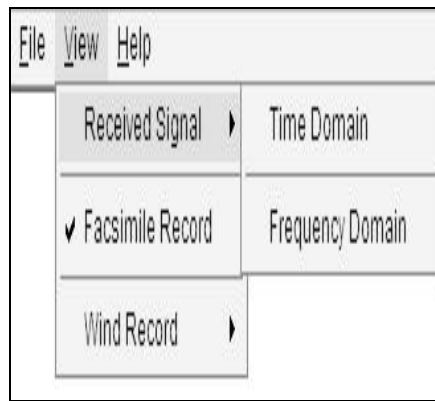 File View Help
Received Signal
Time Domain
Facsimile Record
Frequency Domain
Wind Record